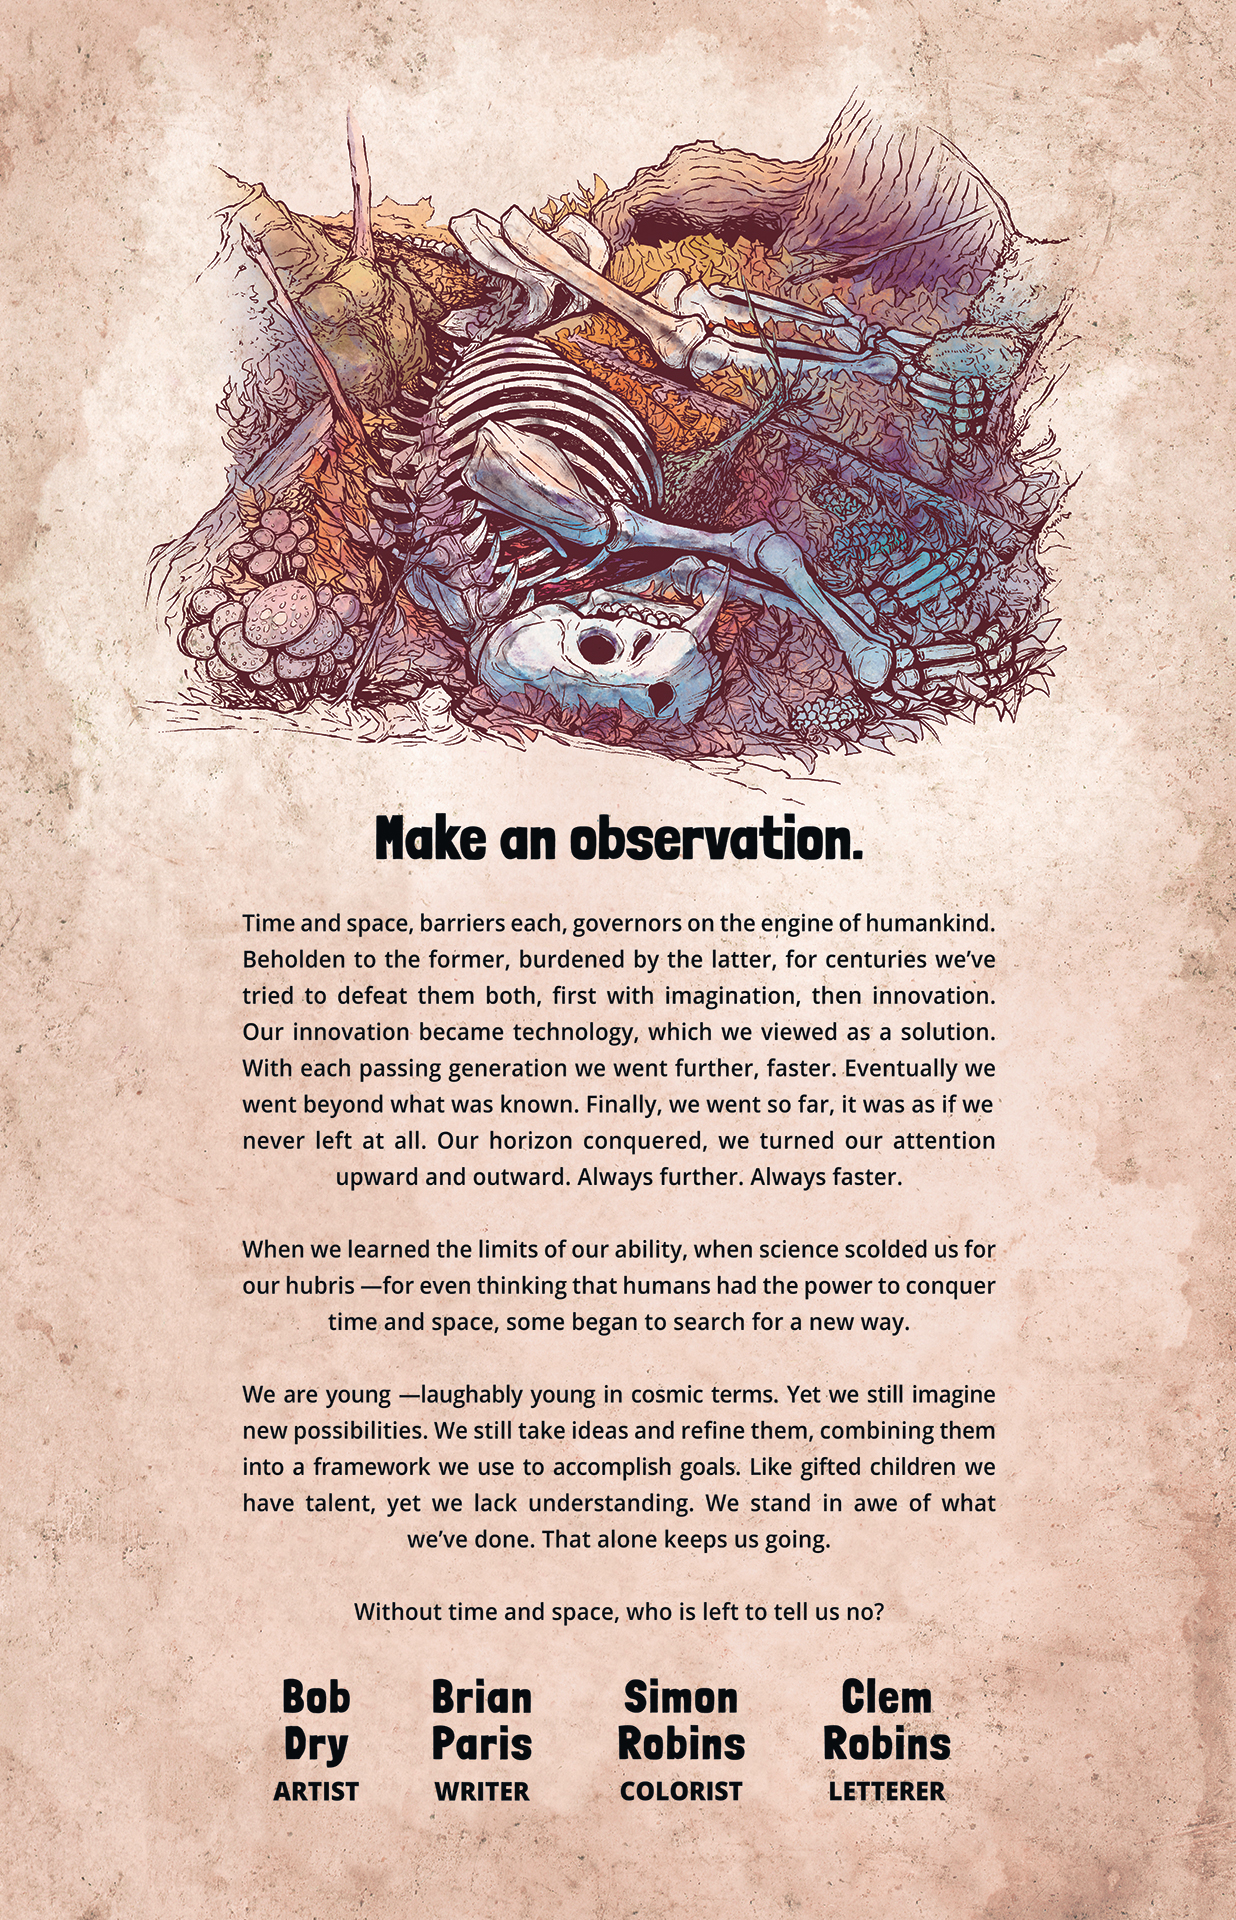 Make an observation.
Time and space, barriers each, governors on the engine of humankind.
Beholden to the former, burdened by the latter, for centuries we’ve
tried to defeat them both, first with imagination, then innovation.
Our innovation became technology, which we viewed as a solution.
With each passing generation we went further, faster. Eventually we
went beyond what was known. Finally, we went so far, it was as if we
never left at all. Our horizon conquered, we turned our attention
upward and outward. Always further. Always faster.
When we learned the limits of our ability, when science scolded us for
our hubris —for even thinking that humans had the power to conquer
time and space, some began to search for a new way.
We are young —laughably young in cosmic terms. Yet we still imagine
new possibilities. We still take ideas and refine them, combining them
into a framework we use to accomplish goals. Like gifted children we
have talent, yet we lack understanding. We stand in awe of what
we’ve done. That alone keeps us going.
Without time and space, who is left to tell us no?
Bob Dry
ARTIST
Brian Paris
WRITER
Simon Robins
COLORIST
Clem Robins
LETTERER